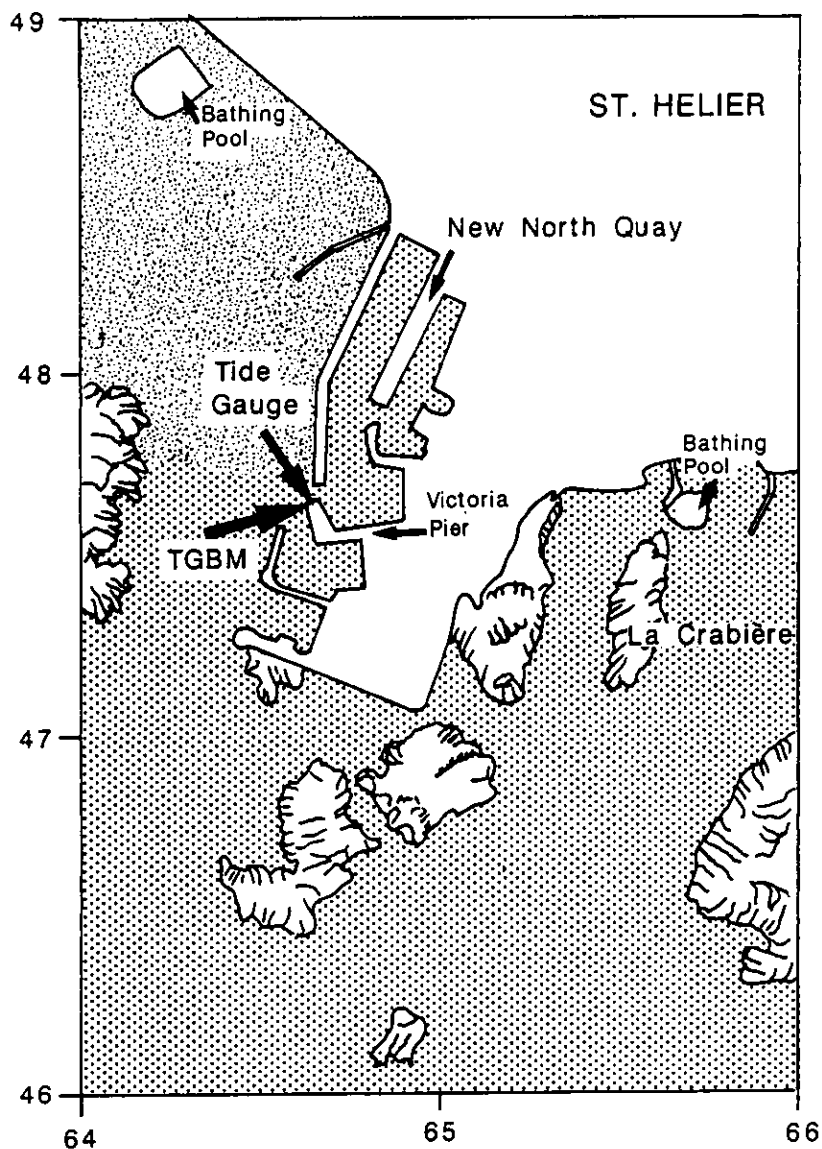 49
Bathing
Pool
ST. HELIER
New North Quay
48
Tide
Gauge
Bathing
Pool
Victoria
Pier
TGBM
La Crabière
47
46
64
65
66